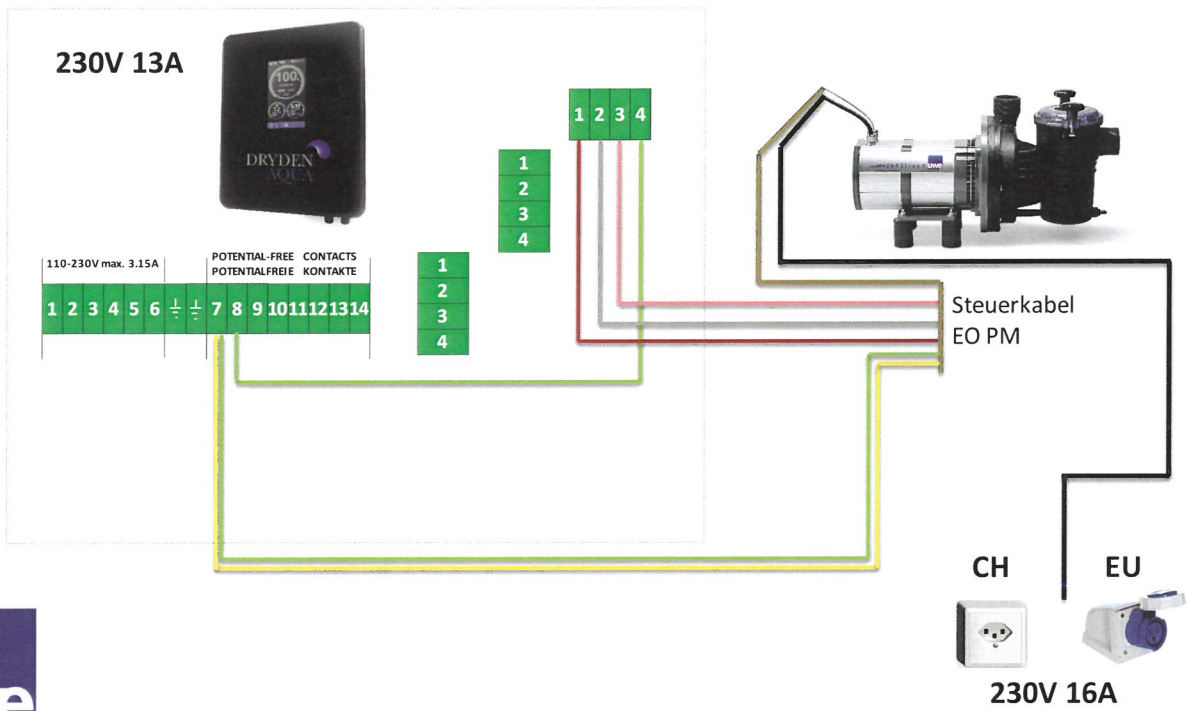 230V 13A
100.
DRYDEN
AQUA
1 2 3 4
1
2
3
4
uwe
110-230V max. 3.15A
POTENTIAL-FREE CONTACTS
POTENTIALFREIE KONTAKTE
1 2 3 4 5 6 7 8 9 10 11 12 13 14
1
2
3
4
Steuerkabel
EO PM
CH EU
230V 16A